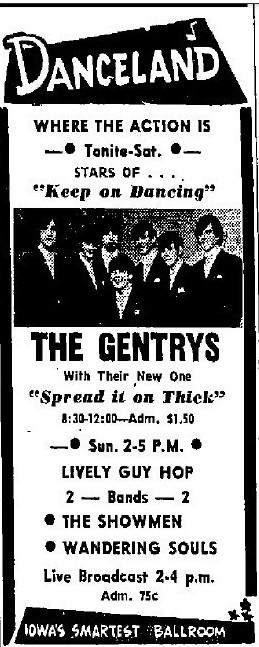 DANCELAND
WHERE THE ACTION IS
—● Tonite-Sat. ●—
STARS OF . . . .
"Keep on Dancing"
THE GENTRYS
With Their New One
"Spread it on Thick"
8:30-12:00—Adm. $1.50
—● Sun. 2-5 P.M. ●
LIVELY GUY HOP
2 — Bands — 2
● THE SHOWMEN
● WANDERING SOULS
Live Broadcast 2-4 p.m.
Adm. 75c
IOWA'S SMARTEST BALLROOM